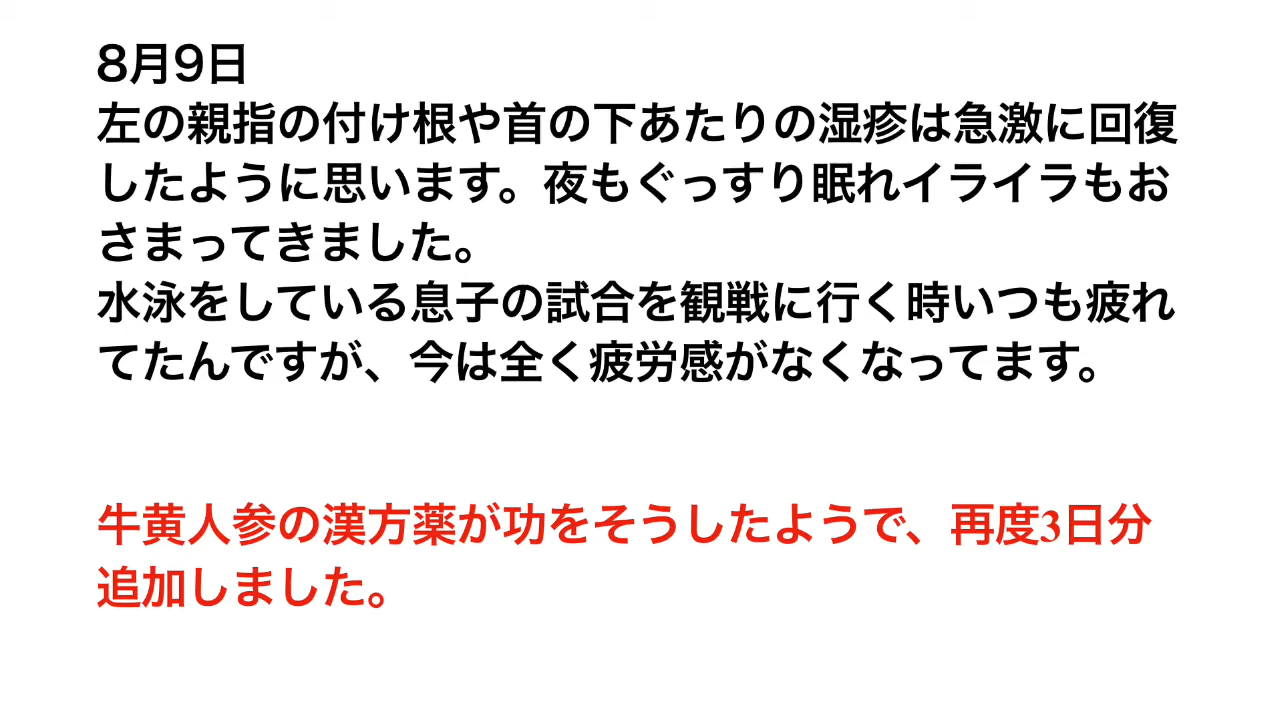 8月9日
左の親指の付け根や首の下あたりの湿疹は急激に回復
したように思います。夜もぐっすり眠れイライラもお
さまってきました。
水泳をしている息子の試合を観戦に行く時いつも疲れ
てたんですが、今は全く疲労感がなくなってます。
牛黄人参の漢方薬が功をそうしたようで、再度3日分
追加しました。